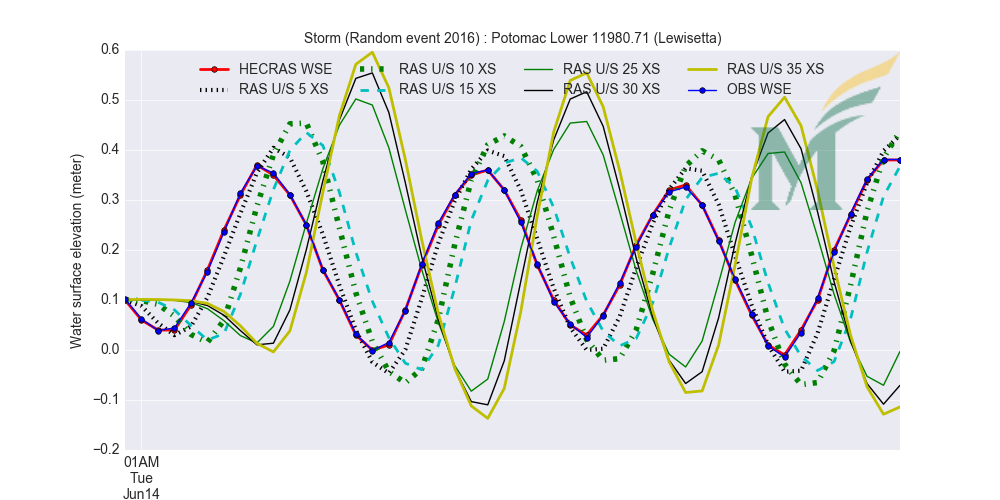 Storm (Random event 2016) : Potomac Lower 11980.71 (Lewisetta)
HECRAS WSE
RAS U/S 5 XS
RAS U/S 10 XS
RAS U/S 15 XS
RAS U/S 25 XS
RAS U/S 30 XS
RAS U/S 35 XS
OBS WSE
Water surface elevation (meter)
0.6
0.5
0.4
0.3
0.2
0.1
0.0
−0.1
−0.2
01AM
Tue
Jun14
M